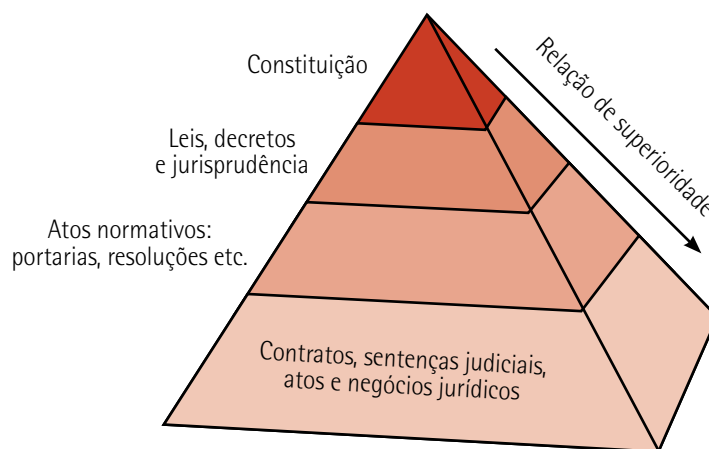 Constituição
Relação de superioridade
Leis, decretos
e jurisprudência
Atos normativos:
portarias, resoluções etc.
Contratos, sentenças judiciais,
atos e negócios jurídicos